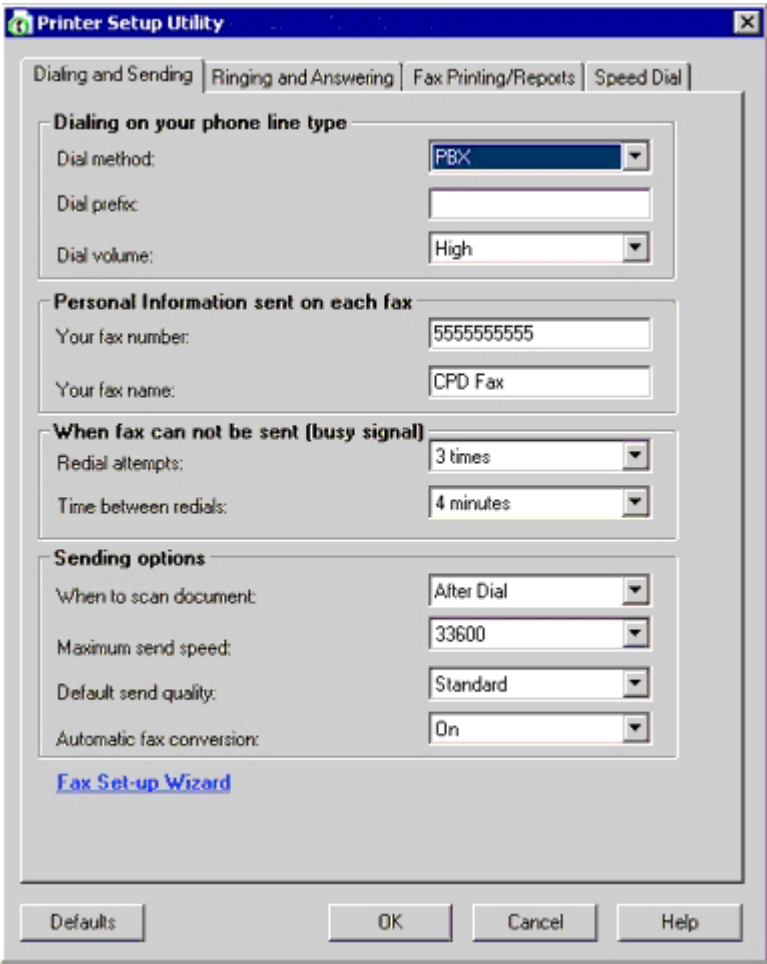 Printer Setup Utility
Dialing and Sending Ringing and Answering Fax Printing/Reports Speed Dial
Dialing on your phone line type
Dial method: PBX
Dial prefix:
Dial volume: High
Personal Information sent on each fax
Your fax number: 5555555555
Your fax name: CPD Fax
When fax can not be sent (busy signal)
Redial attempts: 3 times
Time between redials: 4 minutes
Sending options
When to scan document: After Dial
Maximum send speed: 33600
Default send quality: Standard
Automatic fax conversion: On
Fax Set-up Wizard
Defaults OK Cancel Help